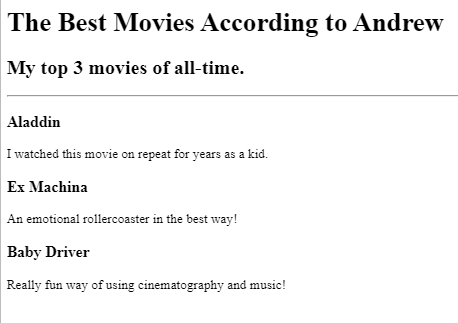 The Best Movies According to Andrew
My top 3 movies of all-time.
Aladdin
I watched this movie on repeat for years as a kid.
Ex Machina
An emotional rollercoaster in the best way!
Baby Driver
Really fun way of using cinematography and music!